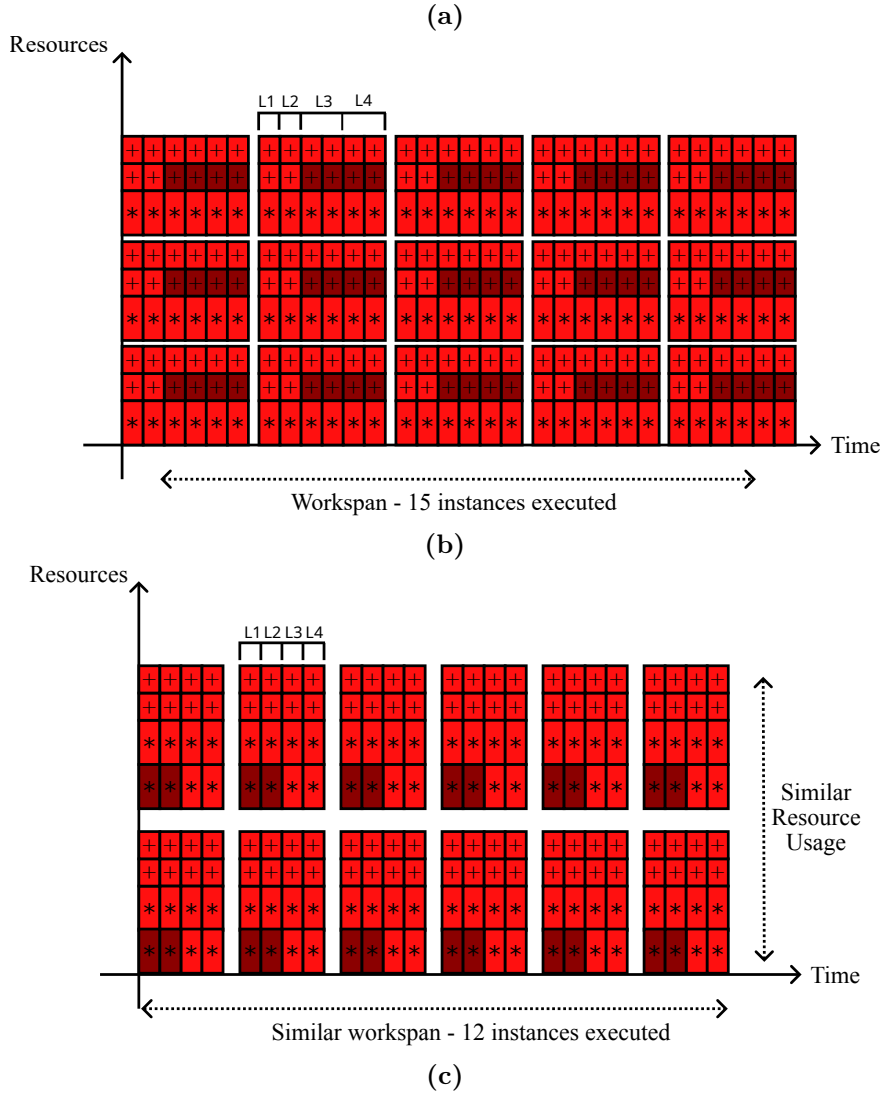 (a)
Resources
L1 L2 L3 L4
+ + + + + + + + + + + + + + + + + + + + + + + + + + + + + +
+ + + + + + + + + + + + + + + + + + + + + + + + + + + + + +
* * * * * * * * * * * * * * * * * * * * * * * * * * * * * *
+ + + + + + + + + + + + + + + + + + + + + + + + + + + + + +
+ + + + + + + + + + + + + + + + + + + + + + + + + + + + + +
* * * * * * * * * * * * * * * * * * * * * * * * * * * * * *
+ + + + + + + + + + + + + + + + + + + + + + + + + + + + + +
+ + + + + + + + + + + + + + + + + + + + + + + + + + + + + +
* * * * * * * * * * * * * * * * * * * * * * * * * * * * * *
Time
Workspan - 15 instances executed
(b)
Resources
L1 L2 L3 L4
+ + + + + + + + + + + + + + + + + + + + + + + +
+ + + + + + + + + + + + + + + + + + + + + + + +
* * * * * * * * * * * * * * * * * * * * * * * *
* * * * * * * * * * * * * * * * * * * * * * * *
Similar
Resource
Usage
+ + + + + + + + + + + + + + + + + + + + + + + +
+ + + + + + + + + + + + + + + + + + + + + + + +
* * * * * * * * * * * * * * * * * * * * * * * *
* * * * * * * * * * * * * * * * * * * * * * * *
Time
Similar workspan - 12 instances executed
(c)